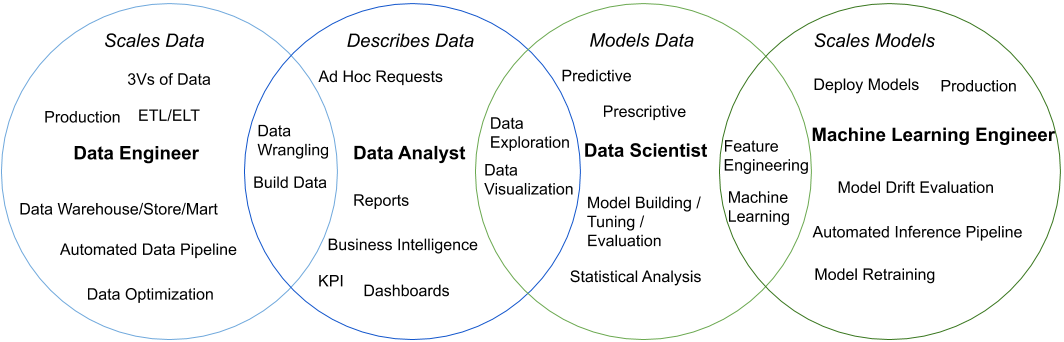 Scales Data
3Vs of Data
Production
ETL/ELT
Data Engineer
Data Warehouse/Store/Mart
Automated Data Pipeline
Data Optimization
Data
Wrangling
Build Data
Describes Data
Ad Hoc Requests
Data Analyst
Reports
Business Intelligence
KPI
Dashboards
Data
Exploration
Data
Visualization
Models Data
Predictive
Prescriptive
Data Scientist
Model Building /
Tuning /
Evaluation
Statistical Analysis
Feature
Engineering
Machine
Learning
Scales Models
Deploy Models
Production
Machine Learning Engineer
Model Drift Evaluation
Automated Inference Pipeline
Model Retraining